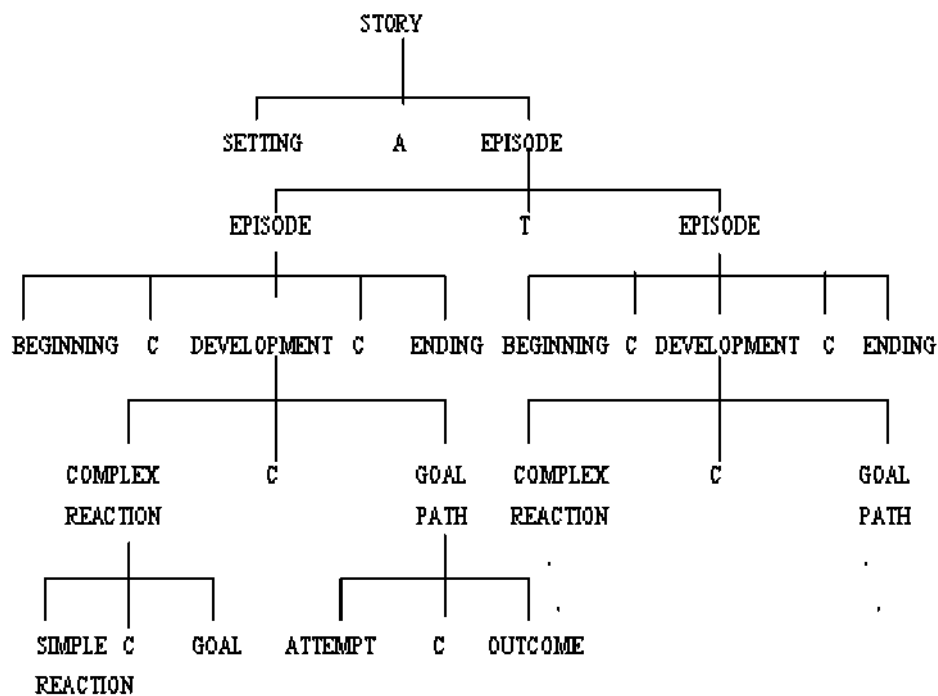 STORY
SETTING A EPISODE
EPISODE T EPISODE
BEGINNING C DEVELOPMENT C ENDING BEGINNING C DEVELOPMENT C ENDING
COMPLEX C GOAL COMPLEX C GOAL
REACTION PATH REACTION PATH
SIMPLE C GOAL ATTEMPT C OUTCOME
REACTION